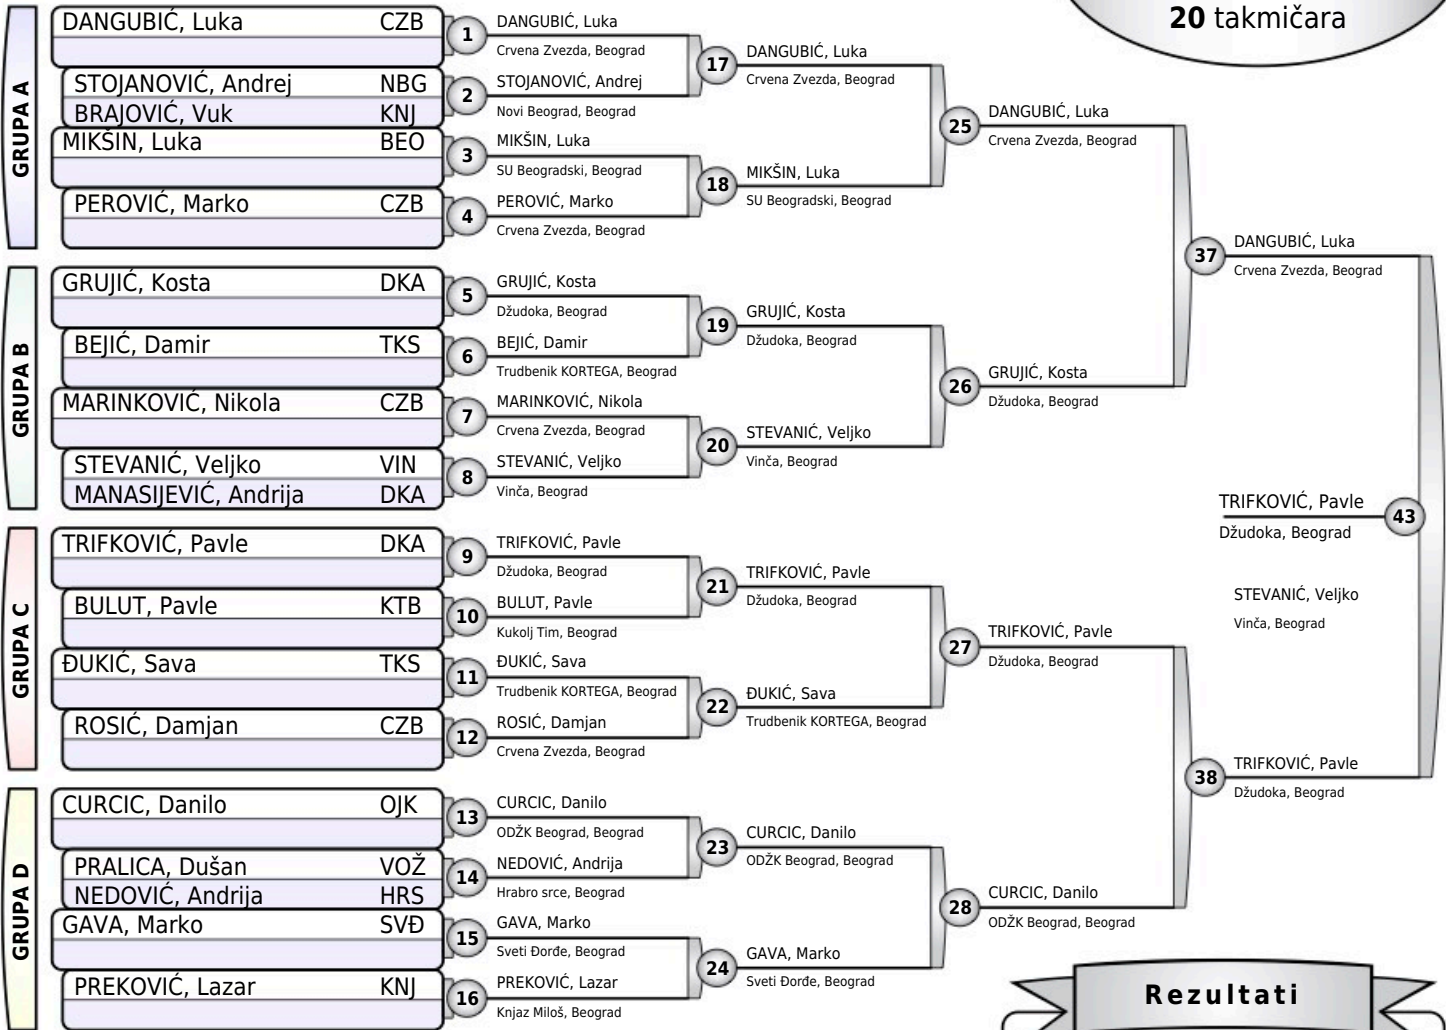 20 takmičara
GRUPA A
DANGUBIĆ, Luka CZB
STOJANOVIĆ, Andrej NBG
BRAJOVIĆ, Vuk KNJ
MIKŠIN, Luka BEO
PEROVIĆ, Marko CZB
GRUPA B
GRUJIĆ, Kosta DKA
BEJIĆ, Damir TKS
MARINKOVIĆ, Nikola CZB
STEVANIĆ, Veljko VIN
MANASIJEVIĆ, Andrija DKA
GRUPA C
TRIFKOVIĆ, Pavle DKA
BULUT, Pavle KTB
ĐUKIĆ, Sava TKS
ROSIĆ, Damjan CZB
GRUPA D
CURCIC, Danilo OJK
PRALICA, Dušan VOŽ
NEDOVIĆ, Andrija HRS
GAVA, Marko SVĐ
PREKOVIĆ, Lazar KNJ
1
DANGUBIĆ, Luka
Crvena Zvezda, Beograd
2
STOJANOVIĆ, Andrej
Novi Beograd, Beograd
3
MIKŠIN, Luka
SU Beogradski, Beograd
4
PEROVIĆ, Marko
Crvena Zvezda, Beograd
5
GRUJIĆ, Kosta
Džudoka, Beograd
6
BEJIĆ, Damir
Trudbenik KORTEGA, Beograd
7
MARINKOVIĆ, Nikola
Crvena Zvezda, Beograd
8
STEVANIĆ, Veljko
Vinča, Beograd
9
TRIFKOVIĆ, Pavle
Džudoka, Beograd
10
BULUT, Pavle
Kukolj Tim, Beograd
11
ĐUKIĆ, Sava
Trudbenik KORTEGA, Beograd
12
ROSIĆ, Damjan
Crvena Zvezda, Beograd
13
CURCIC, Danilo
ODŽK Beograd, Beograd
14
NEDOVIĆ, Andrija
Hrabro srce, Beograd
15
GAVA, Marko
Sveti Đorđe, Beograd
16
PREKOVIĆ, Lazar
Knjaz Miloš, Beograd
17
DANGUBIĆ, Luka
Crvena Zvezda, Beograd
18
MIKŠIN, Luka
SU Beogradski, Beograd
19
GRUJIĆ, Kosta
Džudoka, Beograd
20
STEVANIĆ, Veljko
Vinča, Beograd
21
TRIFKOVIĆ, Pavle
Džudoka, Beograd
22
ĐUKIĆ, Sava
Trudbenik KORTEGA, Beograd
23
CURCIC, Danilo
ODŽK Beograd, Beograd
24
GAVA, Marko
Sveti Đorđe, Beograd
25
DANGUBIĆ, Luka
Crvena Zvezda, Beograd
26
GRUJIĆ, Kosta
Džudoka, Beograd
27
TRIFKOVIĆ, Pavle
Džudoka, Beograd
28
CURCIC, Danilo
ODŽK Beograd, Beograd
37
DANGUBIĆ, Luka
Crvena Zvezda, Beograd
38
TRIFKOVIĆ, Pavle
Džudoka, Beograd
TRIFKOVIĆ, Pavle
43
Džudoka, Beograd
STEVANIĆ, Veljko
Vinča, Beograd
Rezultati